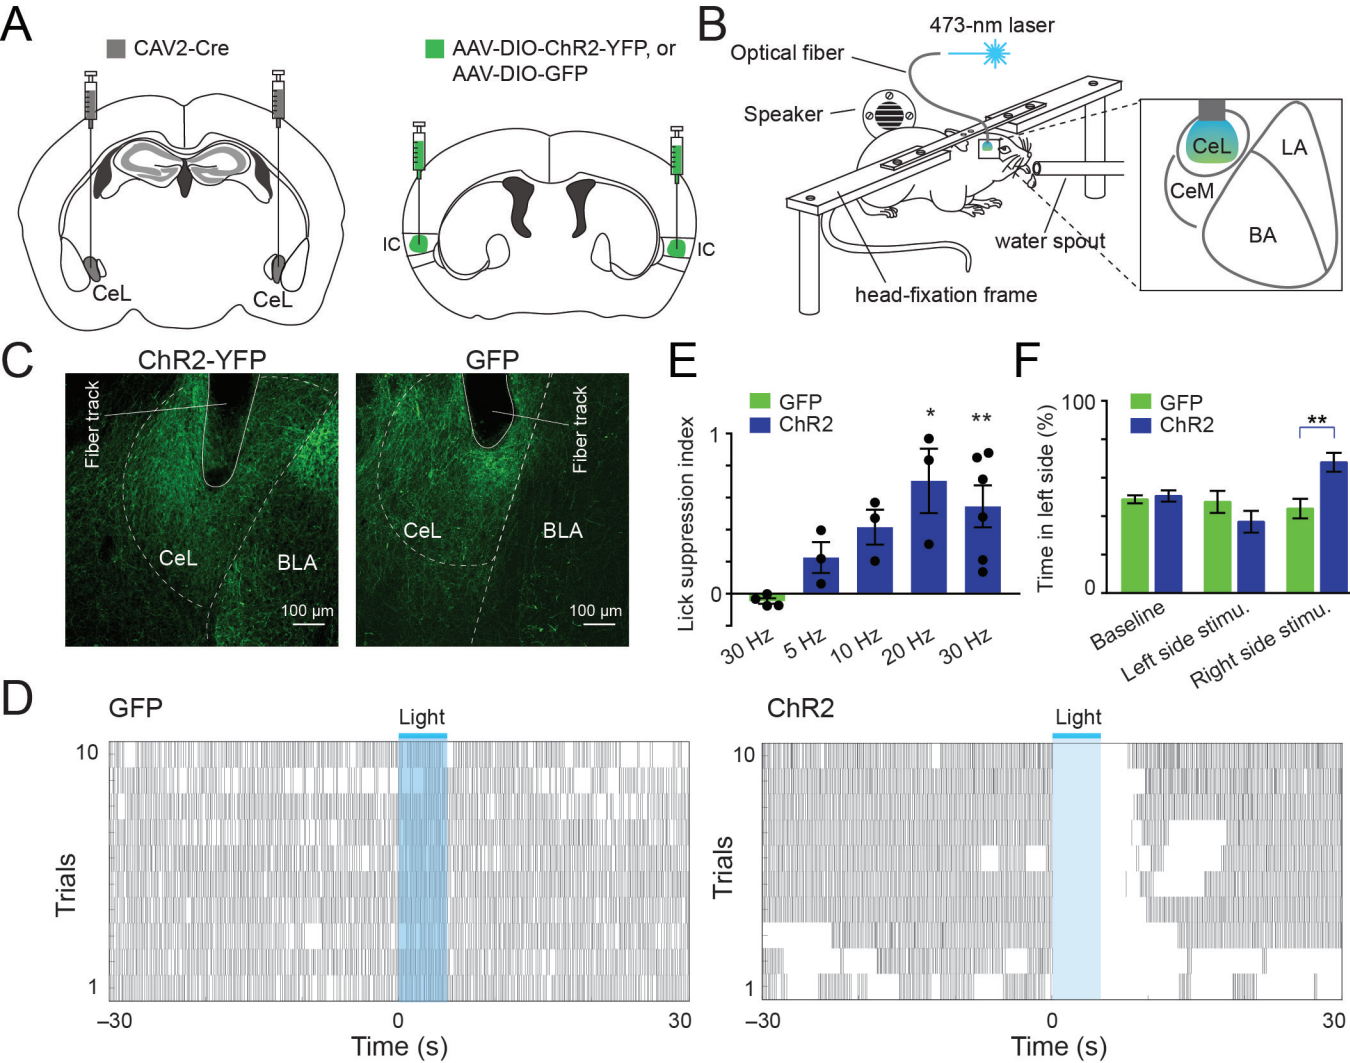 A
CAV2-Cre
AAV-DIO-ChR2-YFP, or
AAV-DIO-GFP
CeL
CeL
IC
IC
B
473-nm laser
Optical fiber
Speaker
water spout
head-fixation frame
CeL
LA
CeM
BA
C
ChR2-YFP
GFP
Fiber track
CeL
BLA
100 µm
Fiber track
CeL
BLA
100 µm
E
GFP
ChR2
Lick suppression index
1
0
*
**
30 Hz
5 Hz
10 Hz
20 Hz
30 Hz
F
GFP
ChR2
Time in left side (%)
100
0
**
Baseline
Left side stimu.
Right side stimu.
D
GFP
Light
Trials
10
1
–30
0
30
Time (s)
ChR2
Light
Trials
10
1
–30
0
30
Time (s)